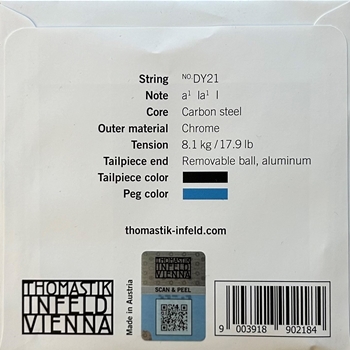 String NO DY21
Note a¹ la¹ I
Core Carbon steel
Outer material Chrome
Tension 8.1 kg / 17.9 lb
Tailpiece end Removable ball, aluminum
Tailpiece color
Peg color
thomastik-infeld.com
THOMASTIK
INFELD
VIENNA
Made in Austria
SCAN & PEEL
9 003918 902184